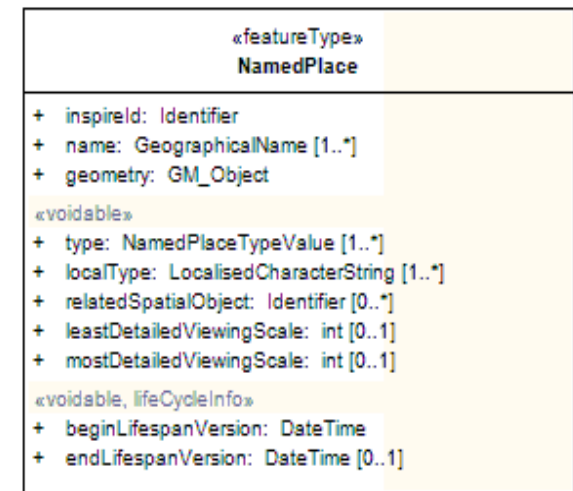 «featureType»
NamedPlace
+ inspireId: Identifier
+ name: GeographicalName [1..*]
+ geometry: GM_Object
«voidable»
+ type: NamedPlaceTypeValue [1..*]
+ localType: LocalisedCharacterString [1..*]
+ relatedSpatialObject: Identifier [0..*]
+ leastDetailedViewingScale: int [0..1]
+ mostDetailedViewingScale: int [0..1]
«voidable, lifeCycleInfo»
+ beginLifespanVersion: DateTime
+ endLifespanVersion: DateTime [0..1]